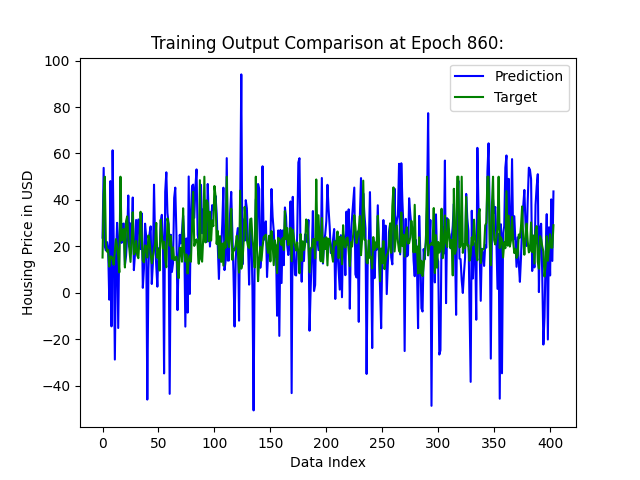 Training Output Comparison at Epoch 860:
Prediction
Target
Housing Price in USD
100
80
60
40
20
0
−20
−40
0 50 100 150 200 250 300 350 400
Data Index